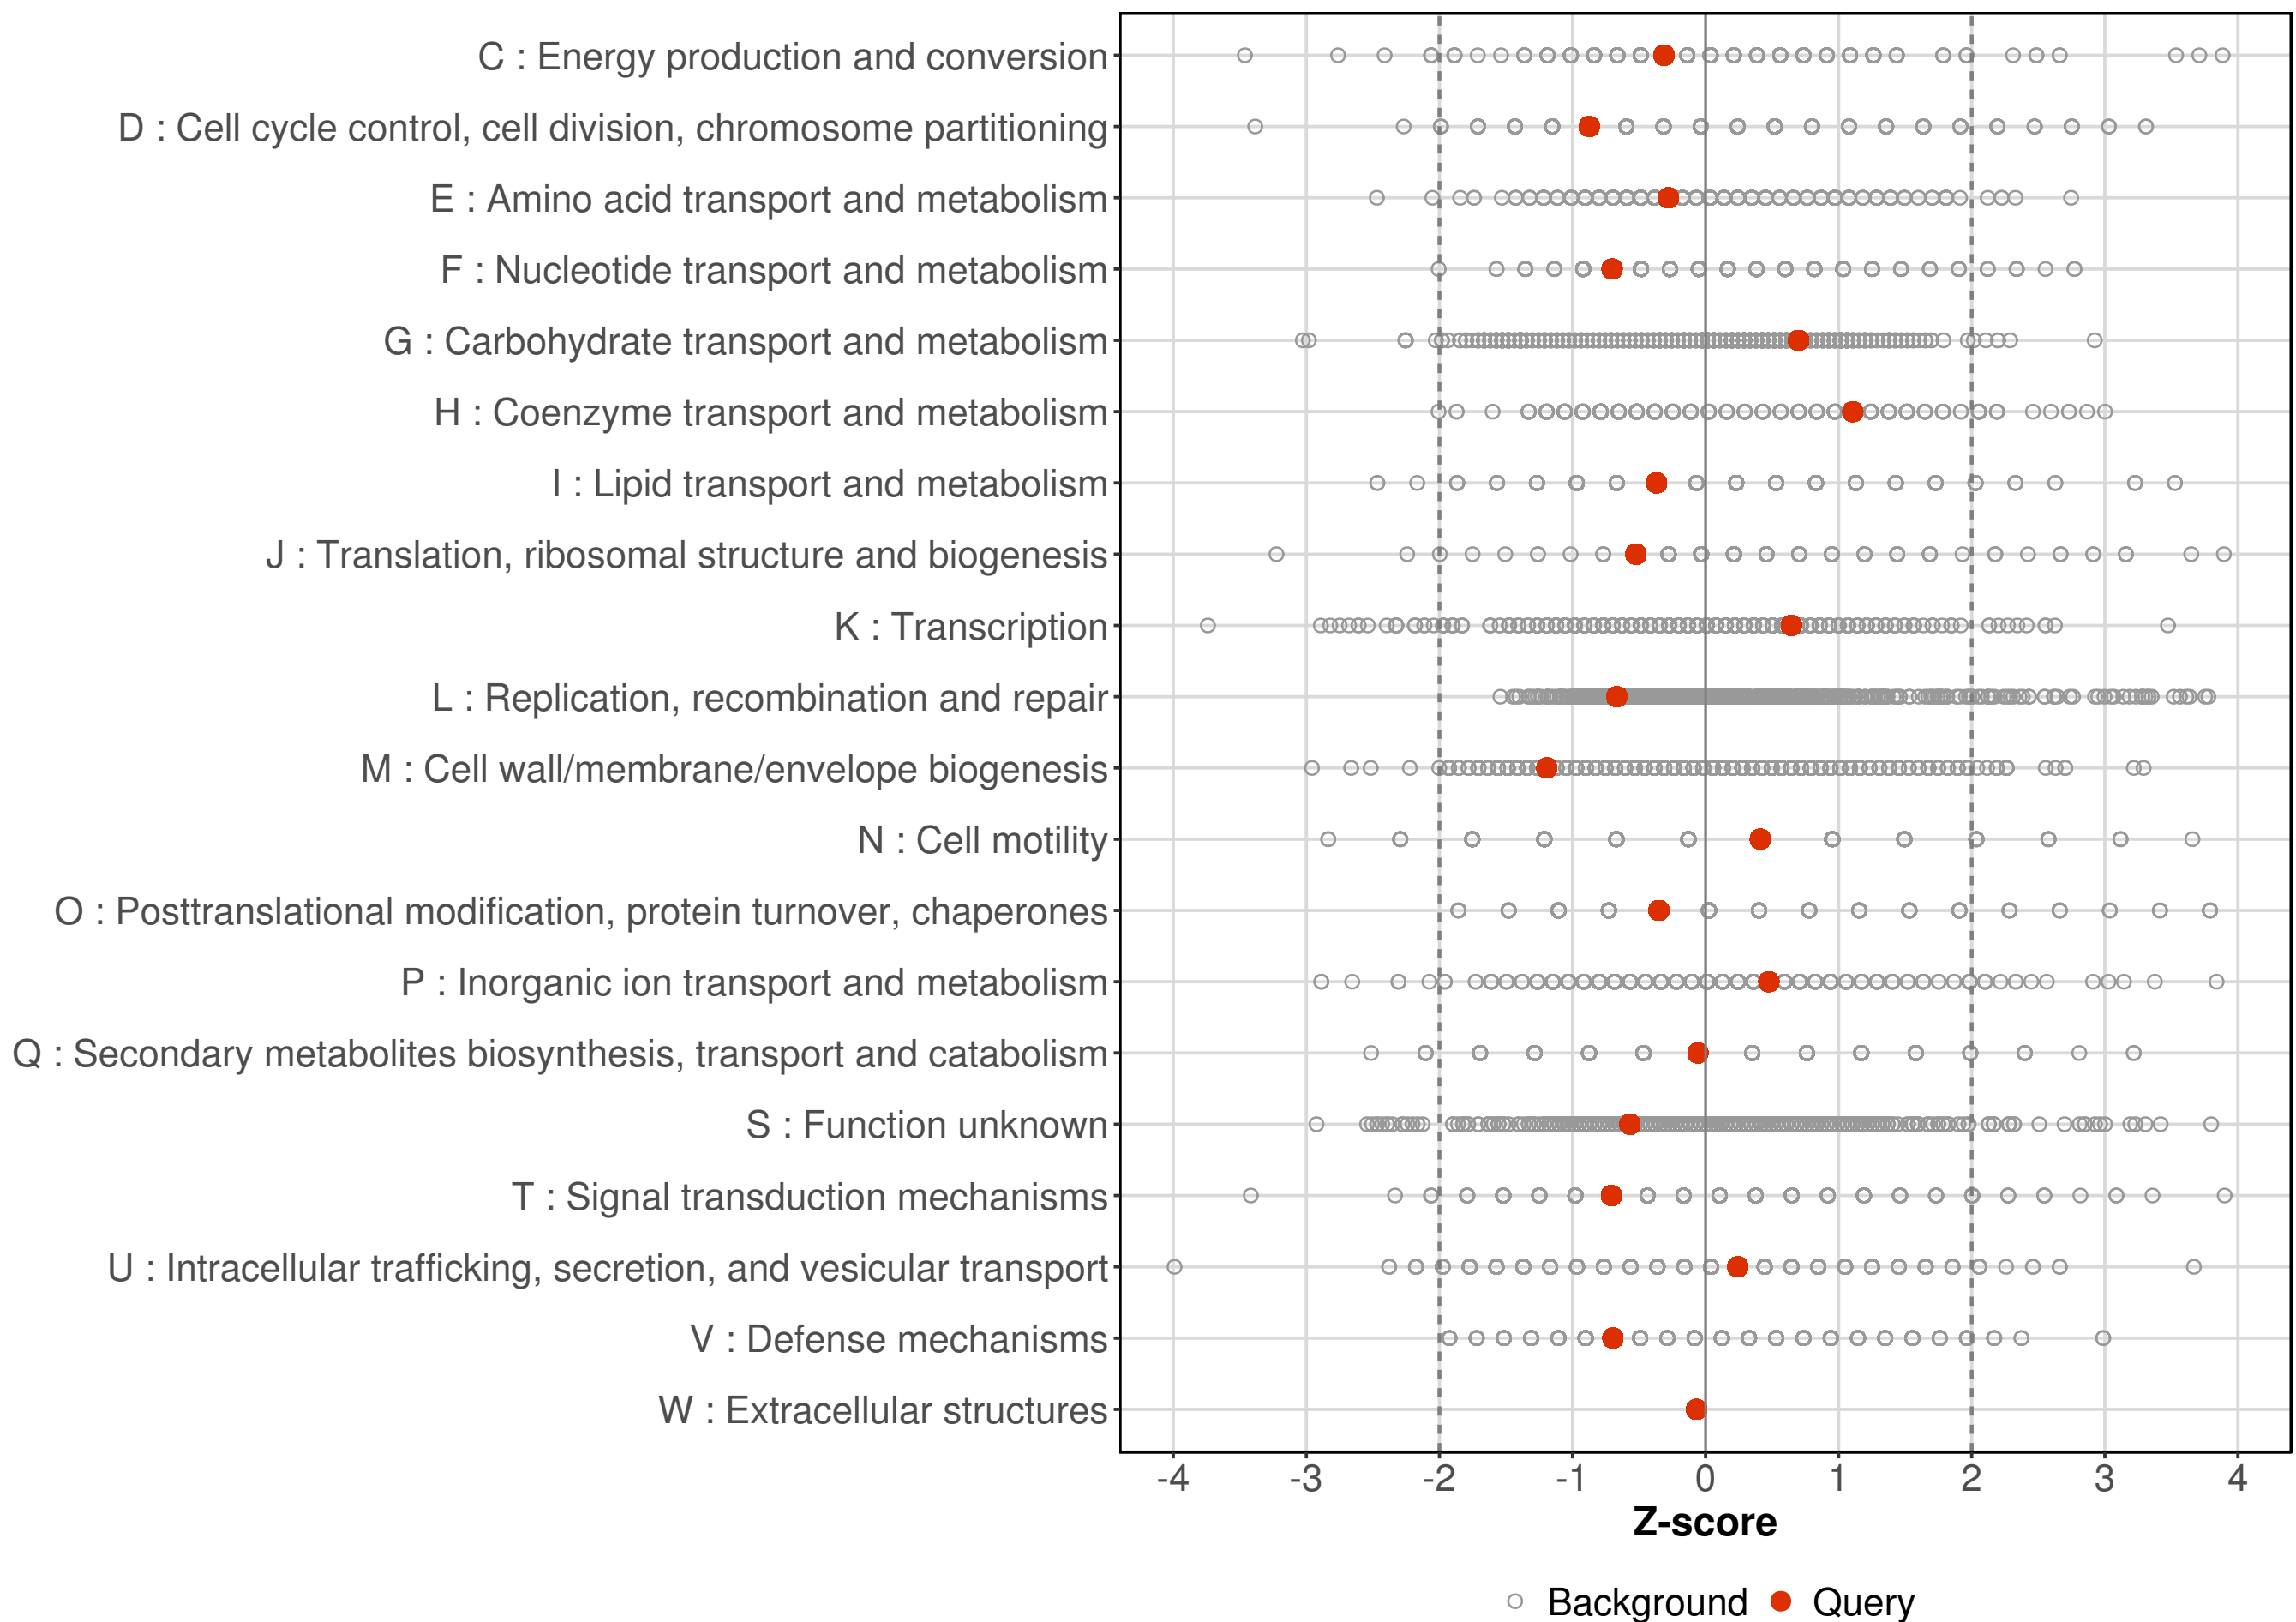 C : Energy production and conversion
D : Cell cycle control, cell division, chromosome partitioning
E : Amino acid transport and metabolism
F : Nucleotide transport and metabolism
G : Carbohydrate transport and metabolism
H : Coenzyme transport and metabolism
I : Lipid transport and metabolism
J : Translation, ribosomal structure and biogenesis
K : Transcription
L : Replication, recombination and repair
M : Cell wall/membrane/envelope biogenesis
N : Cell motility
O : Posttranslational modification, protein turnover, chaperones
P : Inorganic ion transport and metabolism
Q : Secondary metabolites biosynthesis, transport and catabolism
S : Function unknown
T : Signal transduction mechanisms
U : Intracellular trafficking, secretion, and vesicular transport
V : Defense mechanisms
W : Extracellular structures
-4 -3 -2 -1 0 1 2 3 4
Z-score
Background Query